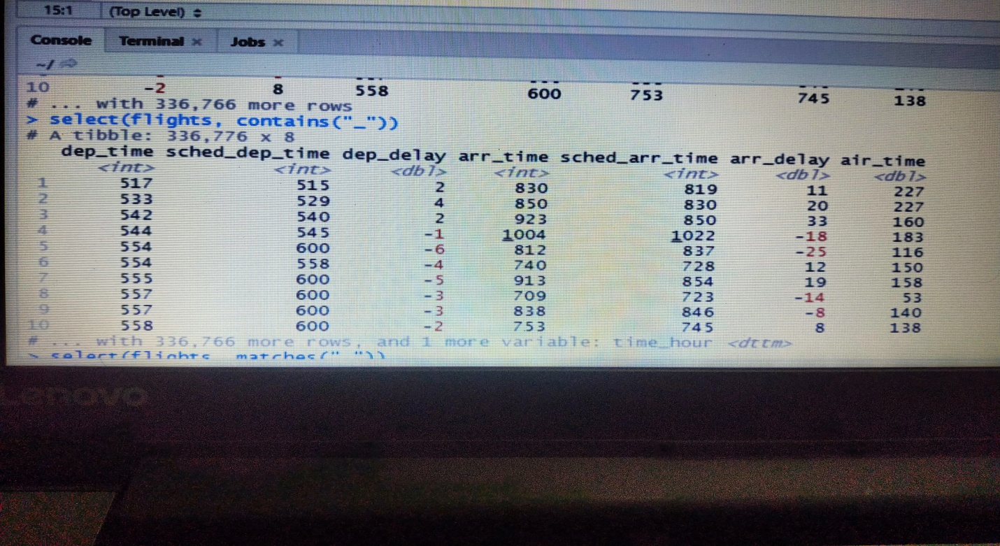 15:1 (Top Level)
Console Terminal × Jobs ×
~/
10 -2 8 558 600 753 745 138
# ... with 336,766 more rows
> select(flights, contains("_"))
# A tibble: 336,776 x 8
dep_time sched_dep_time dep_delay arr_time sched_arr_time arr_delay air_time
<int> <int> <dbl> <int> <int> <dbl> <dbl>
1 517 515 2 830 819 11 227
2 533 529 4 850 830 20 227
3 542 540 2 923 850 33 160
4 544 545 -1 1004 1022 -18 183
5 554 600 -6 812 837 -25 116
6 554 558 -4 740 728 12 150
7 555 600 -5 913 854 19 158
8 557 600 -3 709 723 -14 53
9 557 600 -3 838 846 -8 140
10 558 600 -2 753 745 8 138
# ... with 336,766 more rows, and 1 more variable: time_hour <dttm>
> select(flights matches("
Lenovo